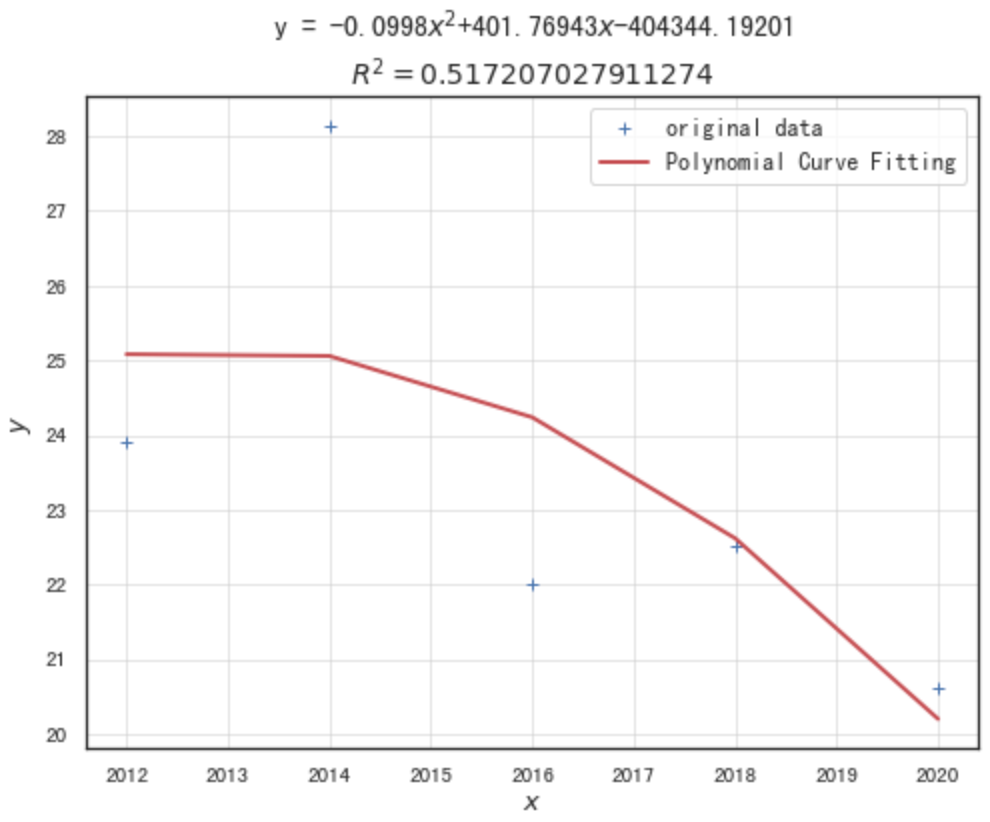 y = −0.0998x²+401.76943x−404344.19201
R² = 0.517207027911274
original data
Polynomial Curve Fitting
28
27
26
25
24
23
22
21
20
y
2012 2013 2014 2015 2016 2017 2018 2019 2020
x